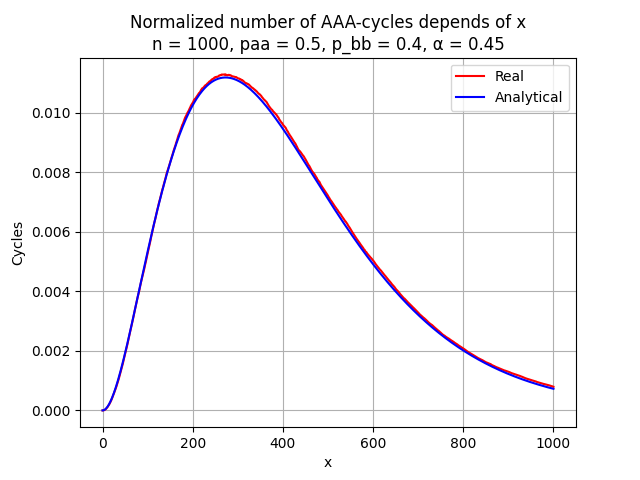 Normalized number of AAA-cycles depends of x
n = 1000, paa = 0.5, p_bb = 0.4, α = 0.45
Real
Analytical
Cycles
0.010
0.008
0.006
0.004
0.002
0.000
0 200 400 600 800 1000
x